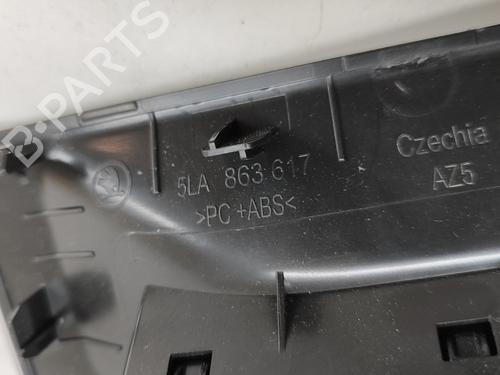 B-PARTS
5LA 863 617
>PC +ABS<
Czechia
AZ5